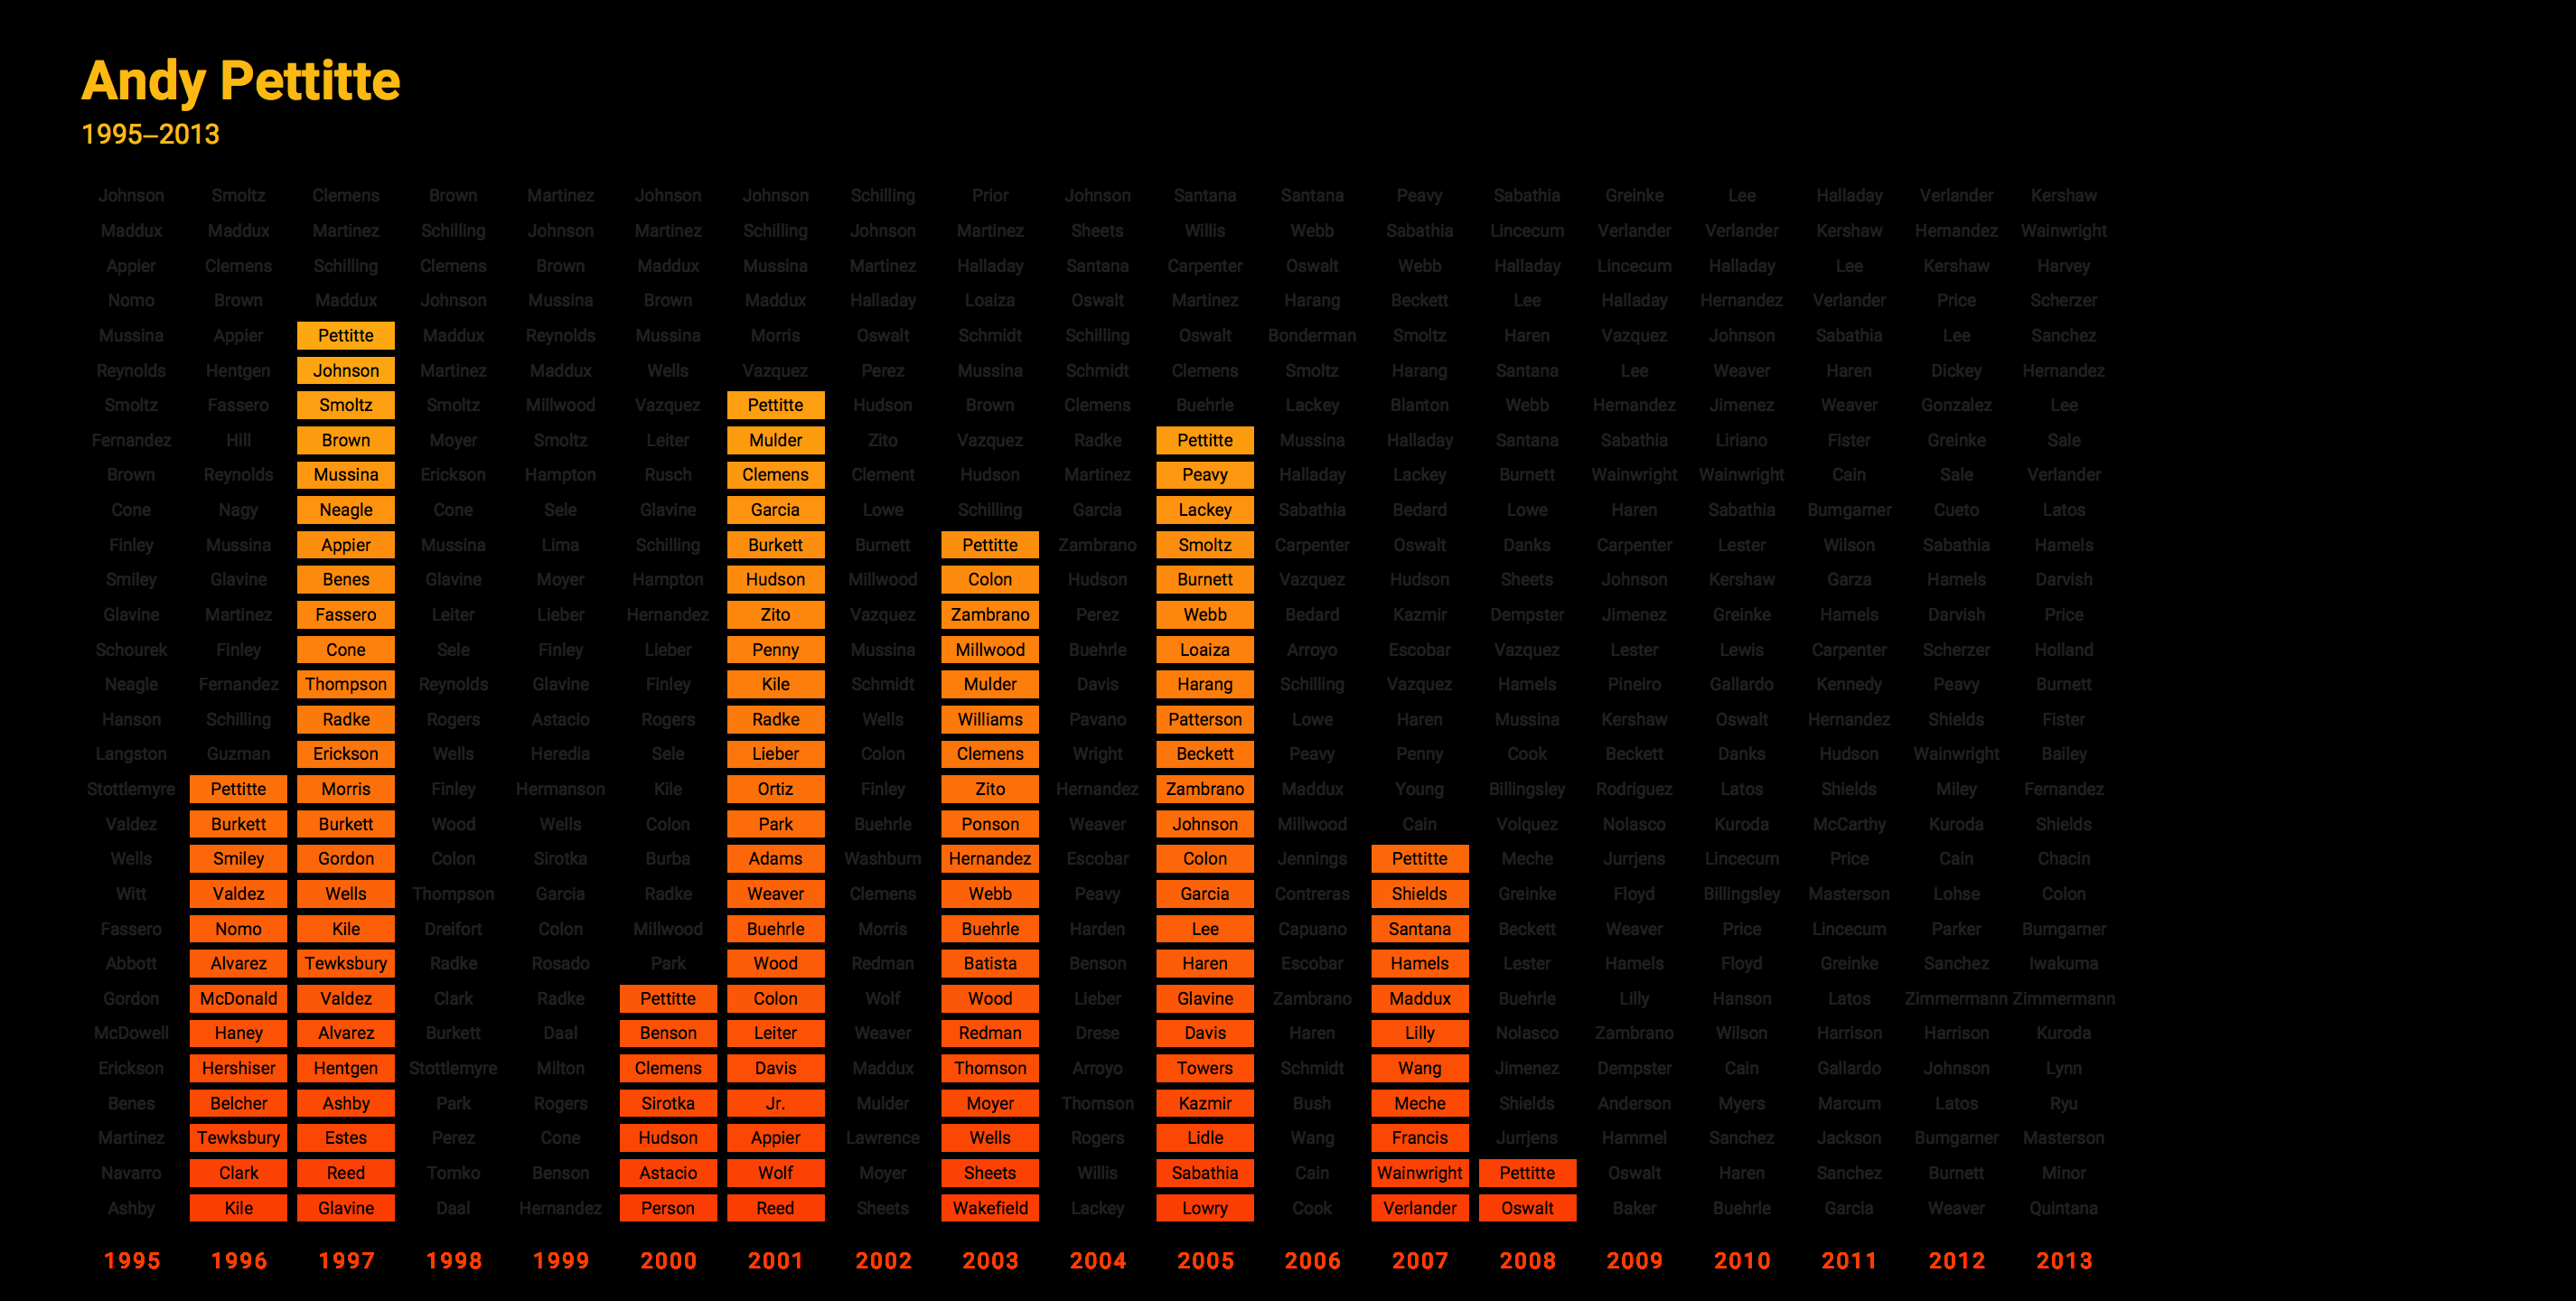 Andy Pettitte
1995–2013
Johnson Smoltz Clemens Brown Martinez Johnson Johnson Schilling Prior Johnson Santana Santana Peavy Sabathia Greinke Lee Halladay Verlander Kershaw
Maddux Maddux Martinez Schilling Johnson Martinez Schilling Johnson Martinez Sheets Willis Webb Sabathia Lincecum Verlander Verlander Kershaw Hernandez Wainwright
Appier Clemens Schilling Clemens Brown Maddux Mussina Martinez Halladay Santana Carpenter Oswalt Webb Halladay Lincecum Halladay Lee Kershaw Harvey
Nomo Brown Maddux Johnson Mussina Brown Maddux Halladay Loaiza Oswalt Martinez Harang Beckett Lee Halladay Hernandez Verlander Price Scherzer
Mussina Appier Pettitte Maddux Reynolds Mussina Morris Oswalt Schmidt Schilling Oswalt Bonderman Smoltz Haren Vazquez Johnson Sabathia Lee Sanchez
Reynolds Hentgen Johnson Martinez Maddux Wells Vazquez Perez Mussina Schmidt Clemens Smoltz Harang Santana Lee Weaver Haren Dickey Hernandez
Smoltz Fassero Smoltz Smoltz Millwood Vazquez Pettitte Hudson Brown Clemens Buehrle Lackey Blanton Webb Hernandez Jimenez Weaver Gonzalez Lee
Fernandez Hill Brown Moyer Smoltz Leiter Mulder Zito Vazquez Radke Pettitte Mussina Halladay Santana Sabathia Liriano Fister Greinke Sale
Brown Reynolds Mussina Erickson Hampton Rusch Clemens Clement Hudson Martinez Peavy Halladay Lackey Burnett Wainwright Wainwright Cain Sale Verlander
Cone Nagy Neagle Cone Sele Glavine Garcia Lowe Schilling Garcia Lackey Sabathia Bedard Lowe Haren Sabathia Bumgarner Cueto Latos
Finley Mussina Appier Mussina Lima Schilling Burkett Burnett Pettitte Zambrano Smoltz Carpenter Oswalt Danks Carpenter Lester Wilson Sabathia Hamels
Smiley Glavine Benes Glavine Moyer Hampton Hudson Millwood Colon Hudson Burnett Vazquez Hudson Sheets Johnson Kershaw Garza Hamels Darvish
Glavine Martinez Fassero Leiter Lieber Hernandez Zito Vazquez Zambrano Perez Webb Bedard Kazmir Dempster Jimenez Greinke Hamels Darvish Price
Schourek Finley Cone Sele Finley Lieber Penny Mussina Millwood Buehrle Loaiza Arroyo Escobar Vazquez Lester Lewis Carpenter Scherzer Holland
Neagle Fernandez Thompson Reynolds Glavine Finley Kile Schmidt Mulder Davis Harang Schilling Vazquez Hamels Pineiro Gallardo Kennedy Peavy Burnett
Hanson Schilling Radke Rogers Astacio Rogers Radke Wells Williams Pavano Patterson Lowe Haren Mussina Kershaw Oswalt Hernandez Shields Fister
Langston Guzman Erickson Wells Heredia Sele Lieber Colon Clemens Wright Beckett Peavy Penny Cook Beckett Danks Hudson Wainwright Bailey
Stottlemyre Pettitte Morris Finley Hermanson Kile Ortiz Finley Zito Hernandez Zambrano Maddux Young Billingsley Rodriguez Latos Shields Miley Fernandez
Valdez Burkett Burkett Wood Wells Colon Park Buehrle Ponson Weaver Johnson Millwood Cain Volquez Nolasco Kuroda McCarthy Kuroda Shields
Wells Smiley Gordon Colon Sirotka Burba Adams Washburn Hernandez Escobar Colon Jennings Pettitte Meche Jurrjens Lincecum Price Cain Chacin
Witt Valdez Wells Thompson Garcia Radke Weaver Clemens Webb Peavy Garcia Contreras Shields Greinke Floyd Billingsley Masterson Lohse Colon
Fassero Nomo Kile Dreifort Colon Millwood Buehrle Morris Buehrle Harden Lee Capuano Santana Beckett Weaver Price Lincecum Parker Bumgarner
Abbott Alvarez Tewksbury Radke Rosado Park Wood Redman Batista Benson Haren Escobar Hamels Lester Hamels Floyd Greinke Sanchez Iwakuma
Gordon McDonald Valdez Clark Radke Pettitte Colon Wolf Wood Lieber Glavine Zambrano Maddux Buehrle Lilly Hanson Latos Zimmermann Zimmermann
McDowell Haney Alvarez Burkett Daal Benson Leiter Weaver Redman Drese Davis Haren Lilly Nolasco Zambrano Wilson Harrison Harrison Kuroda
Erickson Hershiser Hentgen Stottlemyre Milton Clemens Davis Maddux Thomson Arroyo Towers Schmidt Wang Jimenez Dempster Cain Gallardo Johnson Lynn
Benes Belcher Ashby Park Rogers Sirotka Jr. Mulder Moyer Thomson Kazmir Bush Meche Shields Anderson Myers Marcum Latos Ryu
Martinez Tewksbury Estes Perez Cone Hudson Appier Lawrence Wells Rogers Lidle Wang Francis Jurrjens Hammel Sanchez Jackson Bumgarner Masterson
Navarro Clark Reed Tomko Benson Astacio Wolf Moyer Sheets Willis Sabathia Cain Wainwright Pettitte Oswalt Haren Sanchez Burnett Minor
Ashby Kile Glavine Daal Hernandez Person Reed Sheets Wakefield Lackey Lowry Cook Verlander Oswalt Baker Buehrle Garcia Weaver Quintana
1995 1996 1997 1998 1999 2000 2001 2002 2003 2004 2005 2006 2007 2008 2009 2010 2011 2012 2013